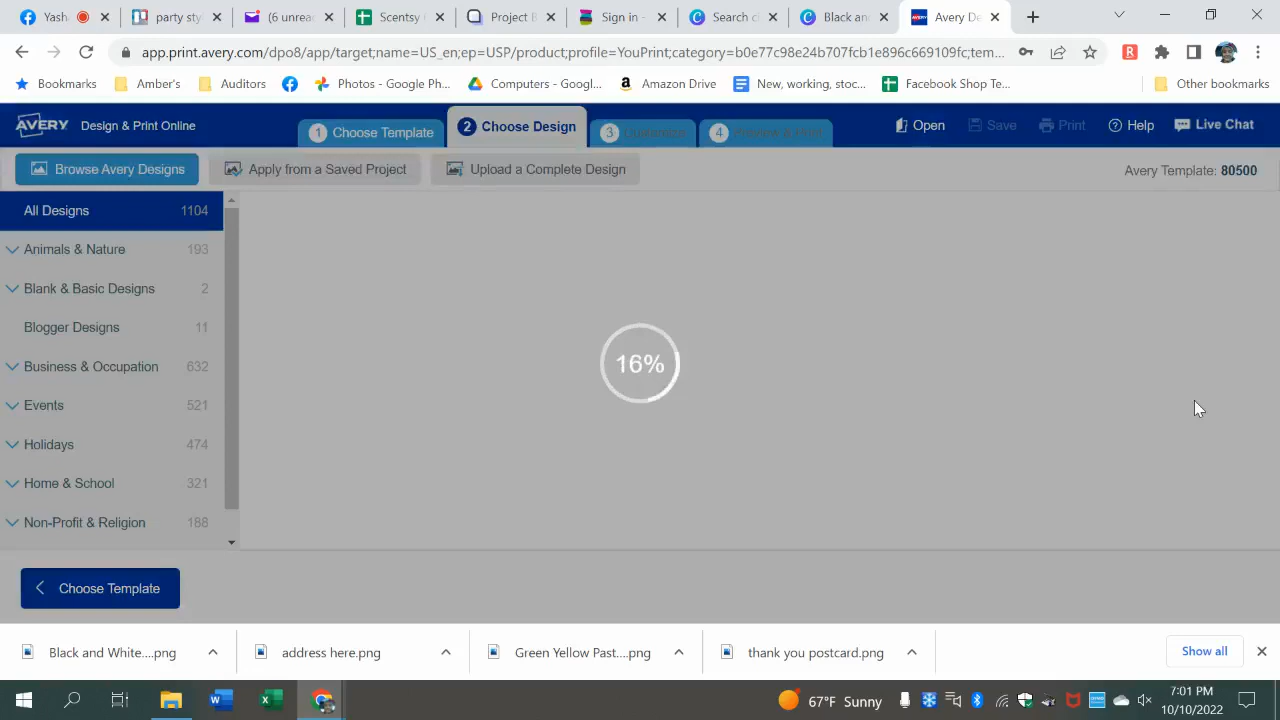 Yash
party sty
(6 unrea
Scentsy
Project B
Sign in -
Search c
Black an
Avery De
app.print.avery.com/dpo8/app/target;name=US_en;ep=USP/product;profile=YouPrint;category=b0e77c98e24b707fcb1e896c669109fc;tem...
Bookmarks
Amber's
Auditors
Photos - Google Ph...
Computers - Googl...
Amazon Drive
New, working, stoc...
Facebook Shop Te...
Other bookmarks
AVERY
Design & Print Online
1 Choose Template
2 Choose Design
3 Customize
4 Preview & Print
Open
Save
Print
Help
Live Chat
Browse Avery Designs
Apply from a Saved Project
Upload a Complete Design
Avery Template: 80500
All Designs 1104
Animals & Nature 193
Blank & Basic Designs 2
Blogger Designs 11
Business & Occupation 632
Events 521
Holidays 474
Home & School 321
Non-Profit & Religion 188
16%
Choose Template
Black and White....png
address here.png
Green Yellow Past....png
thank you postcard.png
Show all
67°F Sunny
7:01 PM
10/10/2022